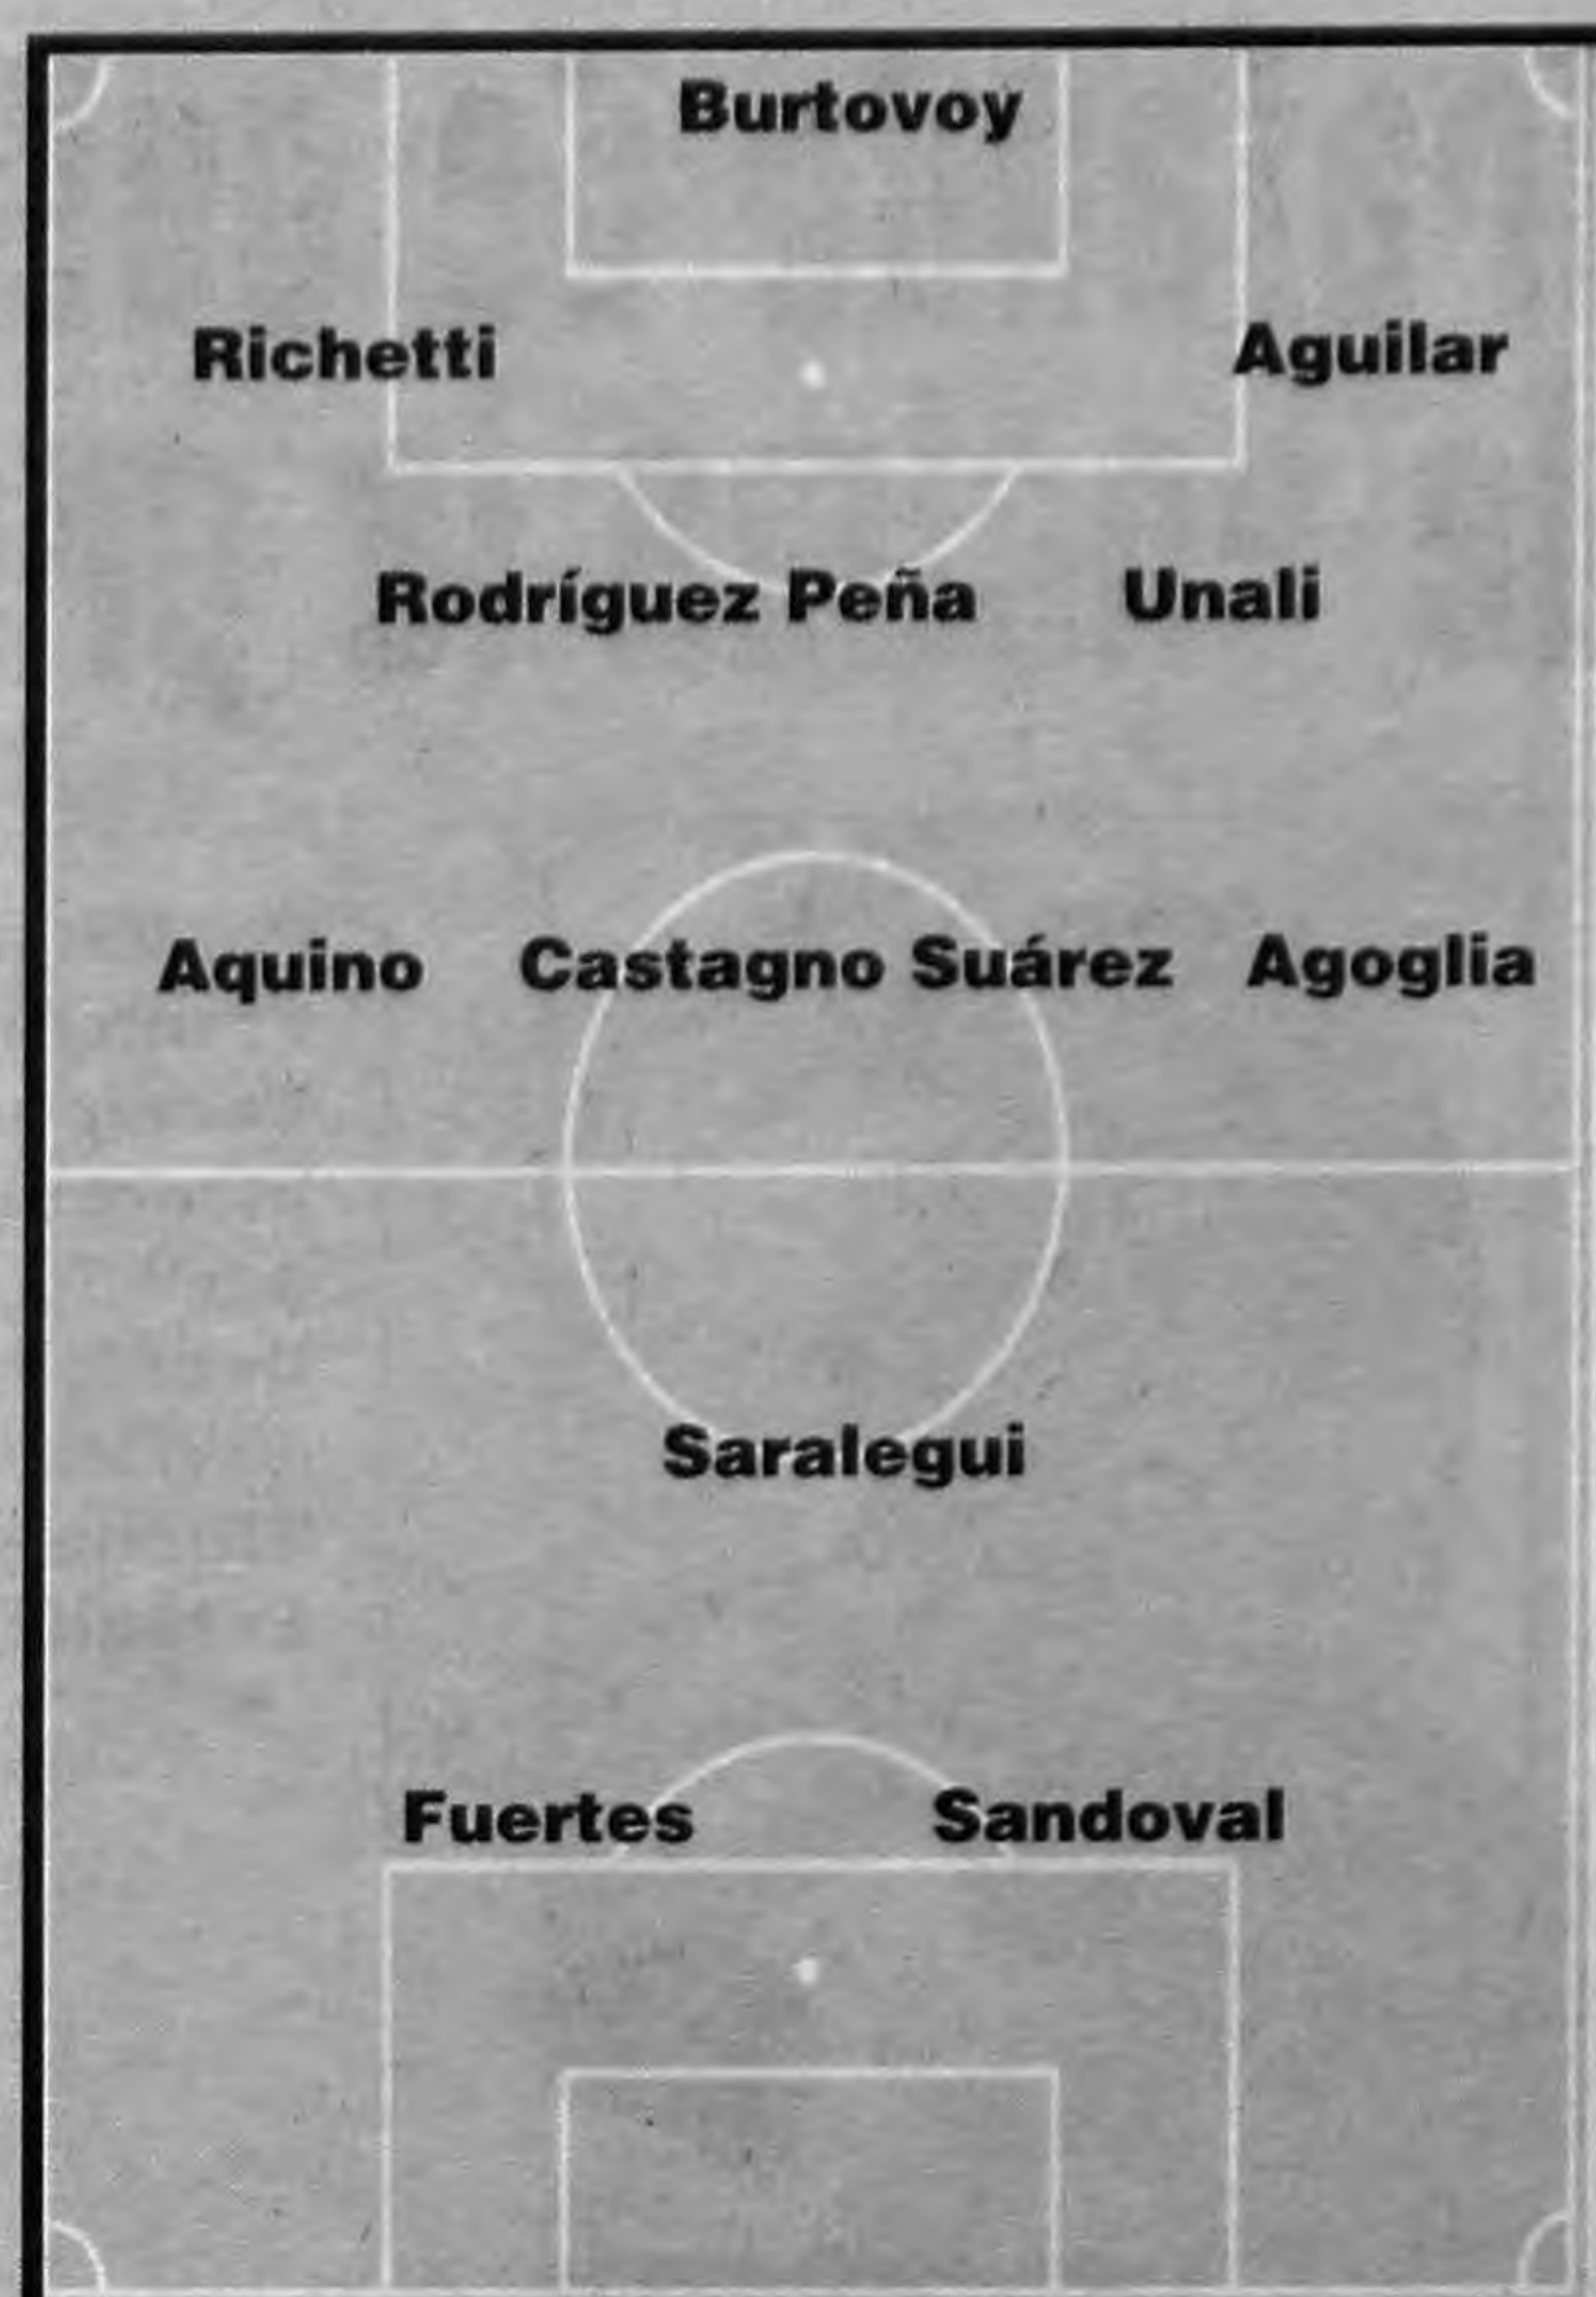 Burtovoy
Richetti Aguilar
Rodríguez Peña Unali
Aquino Castagno Suárez Agoglia
Saralegui
Fuertes Sandoval